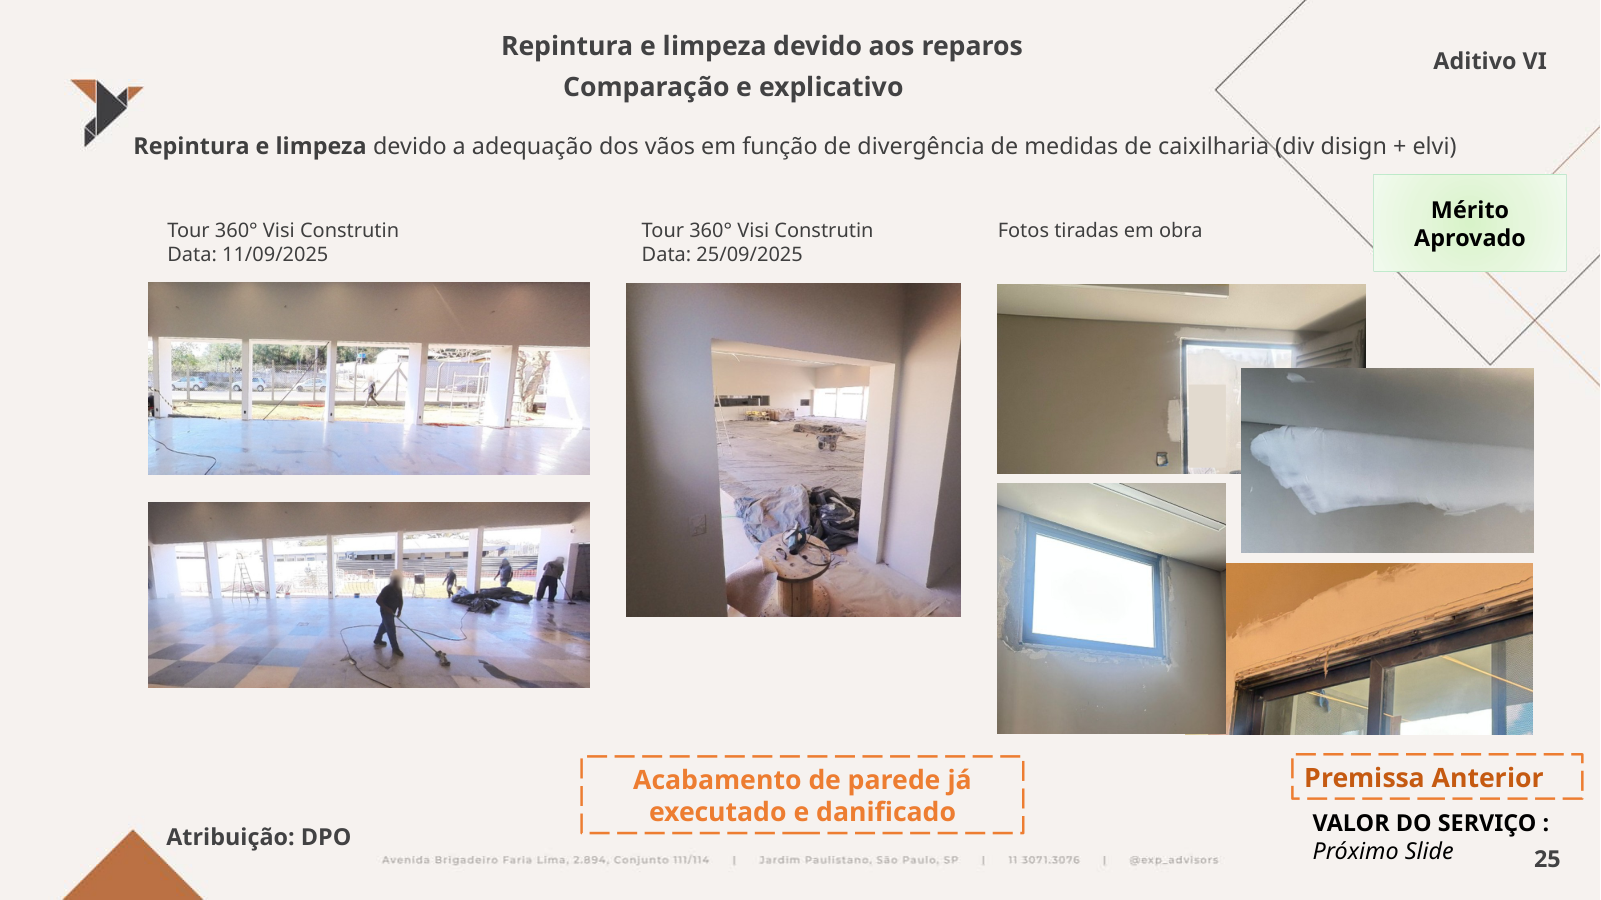 Repintura e limpeza devido aos reparos
Comparação e explicativo
Aditivo VI
Repintura e limpeza devido a adequação dos vãos em função de divergência de medidas de caixilharia (div disign + elvi)
Mérito
Aprovado
Tour 360° Visi Construtin
Data: 11/09/2025
Tour 360° Visi Construtin
Data: 25/09/2025
Fotos tiradas em obra
Acabamento de parede já
executado e danificado
Premissa Anterior
VALOR DO SERVIÇO :
Próximo Slide
Atribuição: DPO
Avenida Brigadeiro Faria Lima, 2.894, Conjunto 111/114 | Jardim Paulistano, São Paulo, SP | 11 3071.3076 | @exp_advisors
25